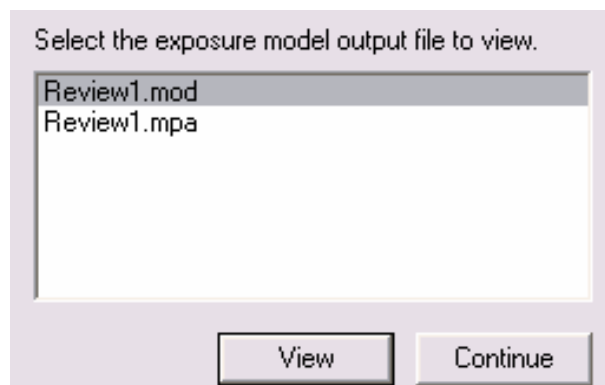 Select the exposure model output file to view.
Review1.mod
Review1.mpa
View Continue